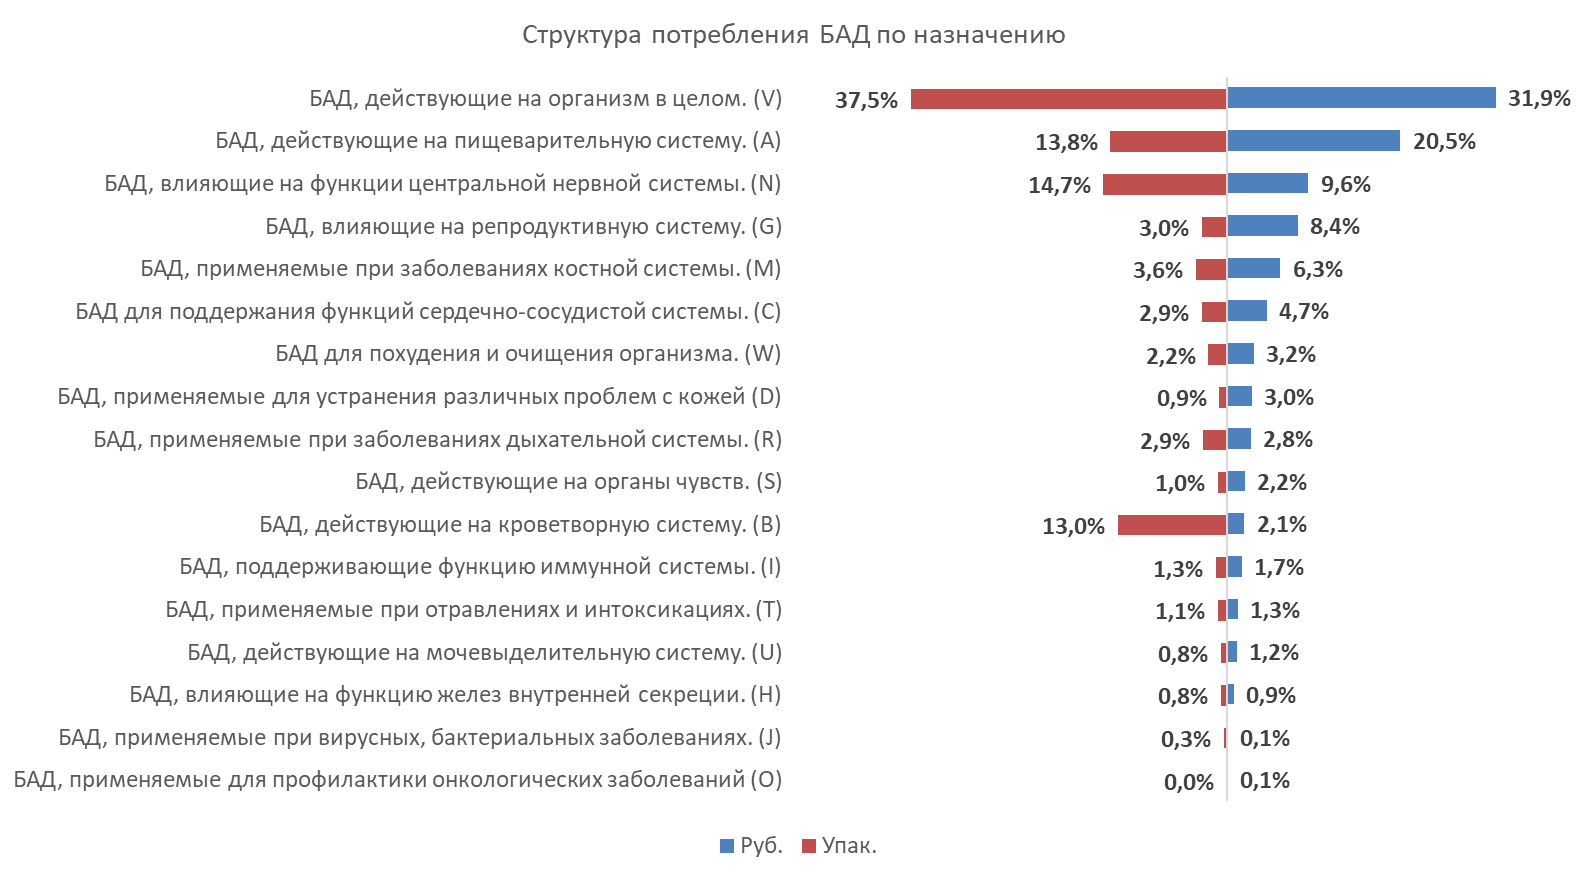 Структура потребления БАД по назначению
БАД, действующие на организм в целом. (V) 37,5% 31,9%
БАД, действующие на пищеварительную систему. (A) 13,8% 20,5%
БАД, влияющие на функции центральной нервной системы. (N) 14,7% 9,6%
БАД, влияющие на репродуктивную систему. (G) 3,0% 8,4%
БАД, применяемые при заболеваниях костной системы. (M) 3,6% 6,3%
БАД для поддержания функций сердечно-сосудистой системы. (C) 2,9% 4,7%
БАД для похудения и очищения организма. (W) 2,2% 3,2%
БАД, применяемые для устранения различных проблем с кожей (D) 0,9% 3,0%
БАД, применяемые при заболеваниях дыхательной системы. (R) 2,9% 2,8%
БАД, действующие на органы чувств. (S) 1,0% 2,2%
БАД, действующие на кроветворную систему. (B) 13,0% 2,1%
БАД, поддерживающие функцию иммунной системы. (I) 1,3% 1,7%
БАД, применяемые при отравлениях и интоксикациях. (T) 1,1% 1,3%
БАД, действующие на мочевыделительную систему. (U) 0,8% 1,2%
БАД, влияющие на функцию желез внутренней секреции. (H) 0,8% 0,9%
БАД, применяемые при вирусных, бактериальных заболеваниях. (J) 0,3% 0,1%
БАД, применяемые для профилактики онкологических заболеваний (O) 0,0% 0,1%
Руб. Упак.